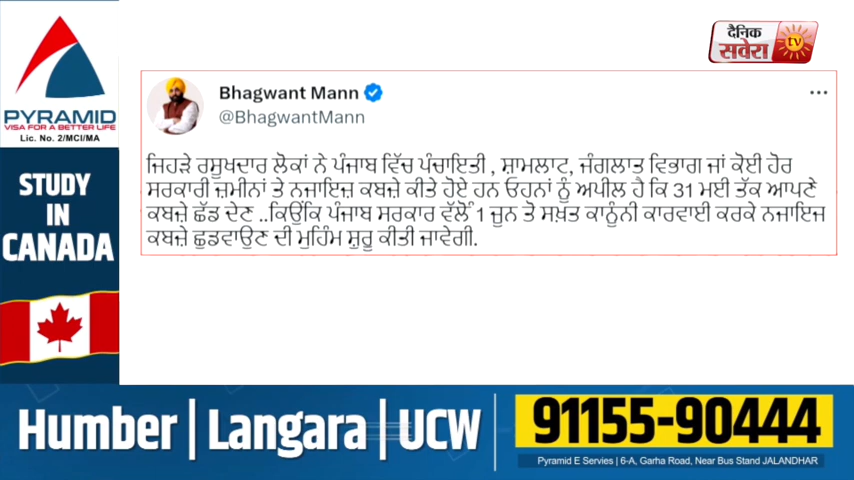 PYRAMID
VISA FOR A BETTER LIFE
Lic. No. 2/MCI/MA
STUDY
IN
CANADA
दैनिक
सवेरा tv
Bhagwant Mann
@BhagwantMann
ਜਿਹੜੇ ਰਸੂਖਦਾਰ ਲੋਕਾਂ ਨੇ ਪੰਜਾਬ ਵਿੱਚ ਪੰਚਾਇਤੀ , ਸ਼ਾਮਲਾਟ, ਜੰਗਲਾਤ ਵਿਭਾਗ ਜਾਂ ਕੋਈ ਹੋਰ
ਸਰਕਾਰੀ ਜ਼ਮੀਨਾਂ ਤੇ ਨਜਾਇਜ਼ ਕਬਜ਼ੇ ਕੀਤੇ ਹੋਏ ਹਨ ਓਹਨਾਂ ਨੂੰ ਅਪੀਲ ਹੈ ਕਿ 31 ਮਈ ਤੱਕ ਆਪਣੇ
ਕਬਜ਼ੇ ਛੱਡ ਦੇਣ ..ਕਿਉਂਕਿ ਪੰਜਾਬ ਸਰਕਾਰ ਵੱਲੋਂ 1 ਜੂਨ ਤੋਂ ਸਖ਼ਤ ਕਾਨੂੰਨੀ ਕਾਰਵਾਈ ਕਰਕੇ ਨਜਾਇਜ
ਕਬਜ਼ੇ ਛੁਡਵਾਉਣ ਦੀ ਮੁਹਿੰਮ ਸ਼ੁਰੂ ਕੀਤੀ ਜਾਵੇਗੀ.
Humber | Langara | UCW
91155-90444
Pyramid E Servies | 6-A, Garha Road, Near Bus Stand JALANDHAR